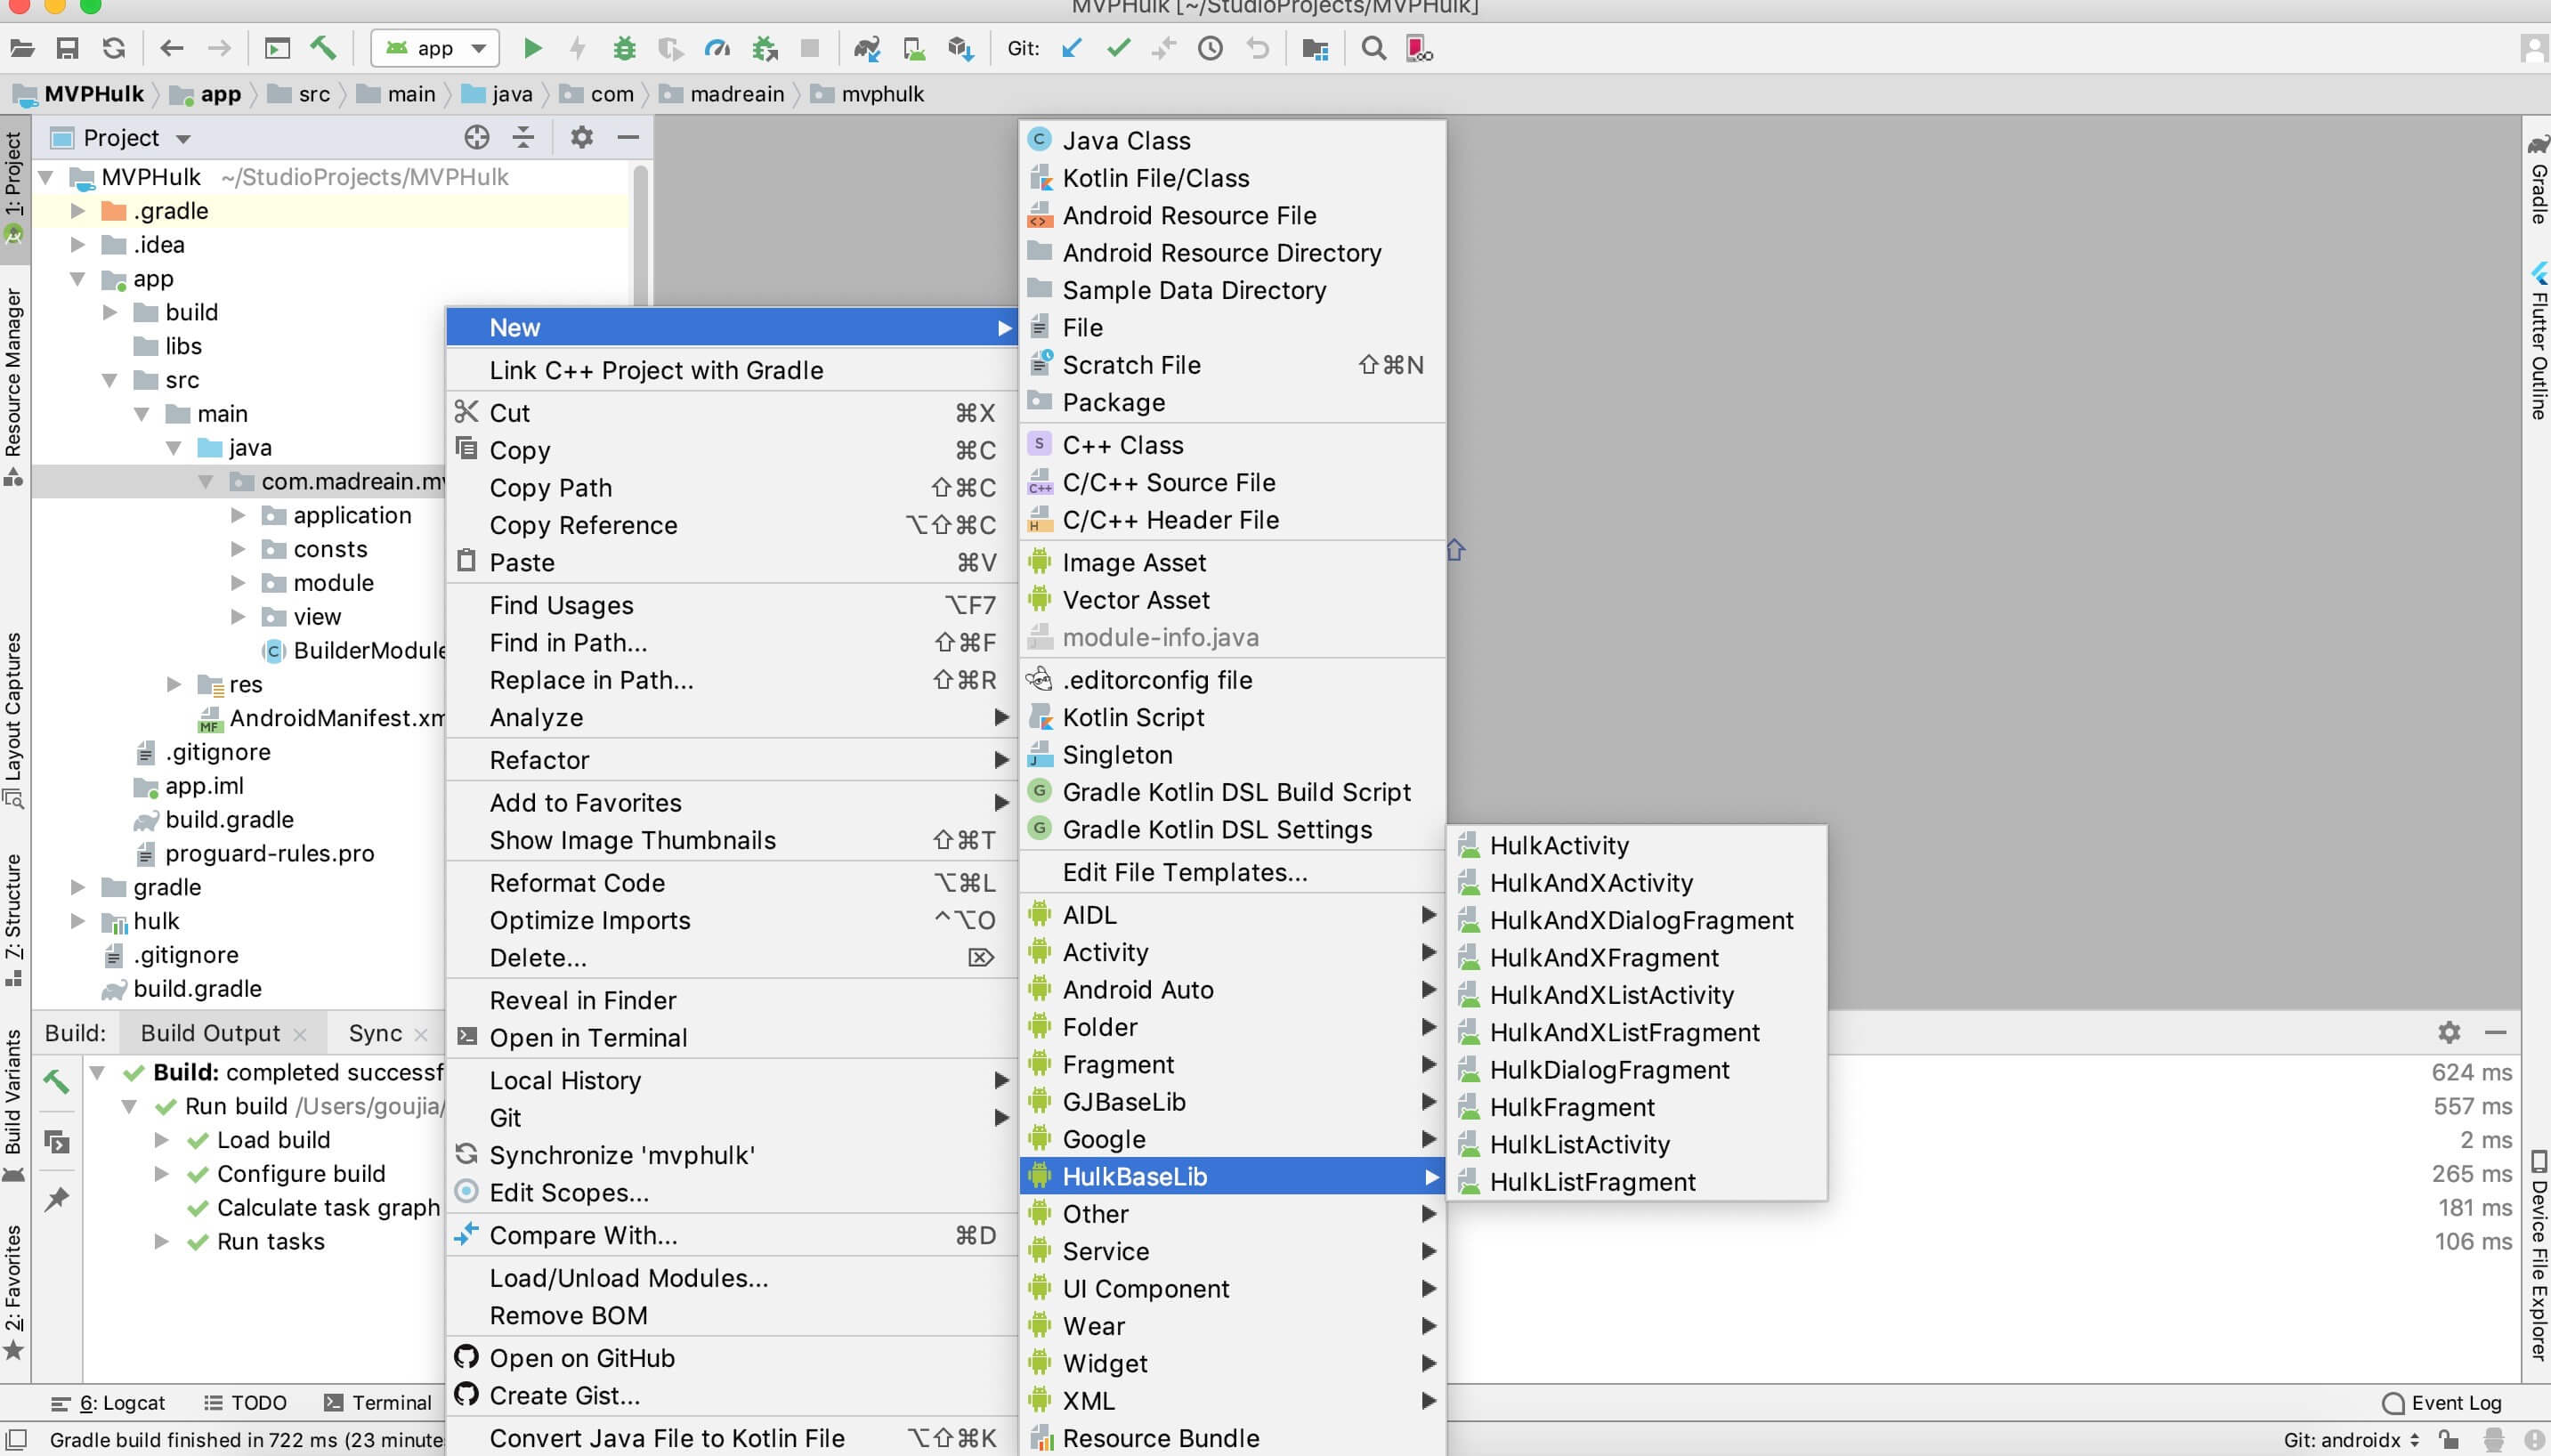 MVPHulk [~/StudioProjects/MVPHulk]
app
Git:
MVPHulk
app
src
main
java
com
madreain
mvphulk
1: Project
Resource Manager
Layout Captures
7: Structure
Build Variants
2: Favorites
Project
MVPHulk ~/StudioProjects/MVPHulk
.gradle
.idea
app
build
libs
src
main
java
com.madreain.mv
application
consts
module
view
BuilderModule
res
AndroidManifest.xm
.gitignore
app.iml
build.gradle
proguard-rules.pro
gradle
hulk
.gitignore
build.gradle
New
Link C++ Project with Gradle
Cut ⌘X
Copy ⌘C
Copy Path ⇧⌘C
Copy Reference ⌥⇧⌘C
Paste ⌘V
Find Usages ⌥F7
Find in Path... ⇧⌘F
Replace in Path... ⇧⌘R
Analyze
Refactor
Add to Favorites
Show Image Thumbnails ⇧⌘T
Reformat Code ⌥⌘L
Optimize Imports ^⌥O
Delete... ⌦
Reveal in Finder
Open in Terminal
Local History
Git
Synchronize 'mvphulk'
Edit Scopes...
Compare With... ⌘D
Load/Unload Modules...
Remove BOM
Open on GitHub
Create Gist...
Convert Java File to Kotlin File ⌥⇧⌘K
Java Class
Kotlin File/Class
Android Resource File
Android Resource Directory
Sample Data Directory
File
Scratch File ⇧⌘N
Package
C++ Class
C/C++ Source File
C/C++ Header File
Image Asset
Vector Asset
module-info.java
.editorconfig file
Kotlin Script
Singleton
Gradle Kotlin DSL Build Script
Gradle Kotlin DSL Settings
Edit File Templates...
AIDL
Activity
Android Auto
Folder
Fragment
GJBaseLib
Google
HulkBaseLib
Other
Service
UI Component
Wear
Widget
XML
Resource Bundle
HulkActivity
HulkAndXActivity
HulkAndXDialogFragment
HulkAndXFragment
HulkAndXListActivity
HulkAndXListFragment
HulkDialogFragment
HulkFragment
HulkListActivity
HulkListFragment
Build:
Build Output
Sync
Build: completed successf
624 ms
Run build /Users/goujia/
557 ms
Load build
2 ms
Configure build
265 ms
Calculate task graph
181 ms
Run tasks
106 ms
Gradle
Flutter Outline
Device File Explorer
6: Logcat
TODO
Terminal
Event Log
Gradle build finished in 722 ms (23 minute
Git: androidx